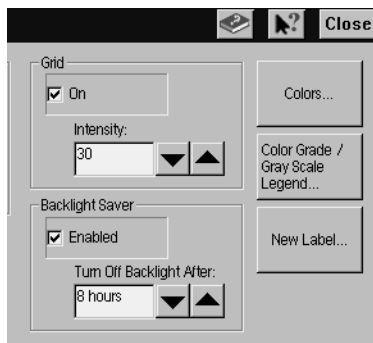 Close
Grid
On
Intensity:
30
Colors...
Color Grade /
Gray Scale
Legend...
Backlight Saver
Enabled
Turn Off Backlight After:
8 hours
New Label...